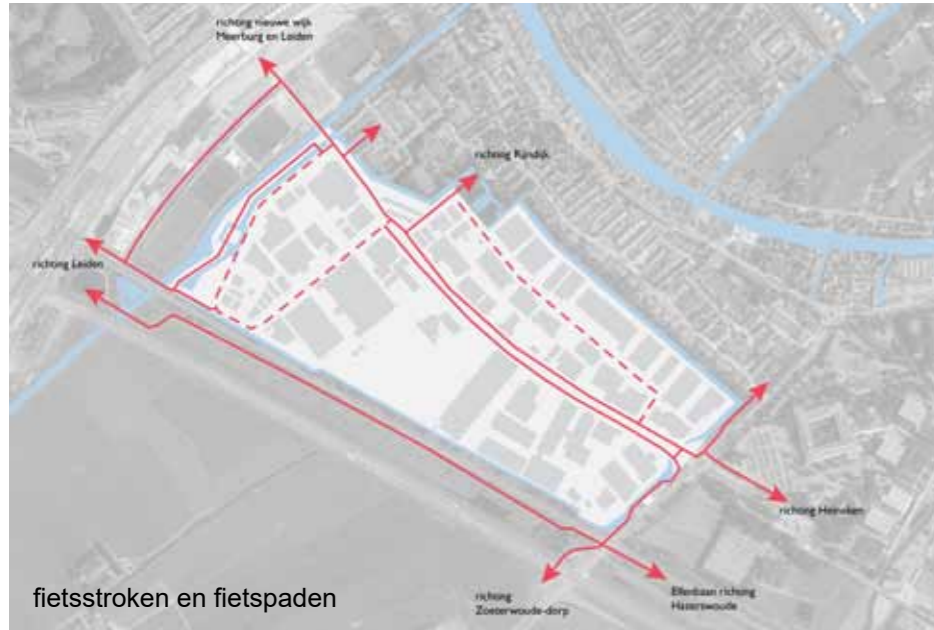 richting nieuwe wijk
Meerburg en Leiden
richting Rijndijk
richting Leiden
richting Heineken
richting
Zoeterwoude-dorp
Elfenbaan richting
Hazerswoude
fietsstroken en fietspaden